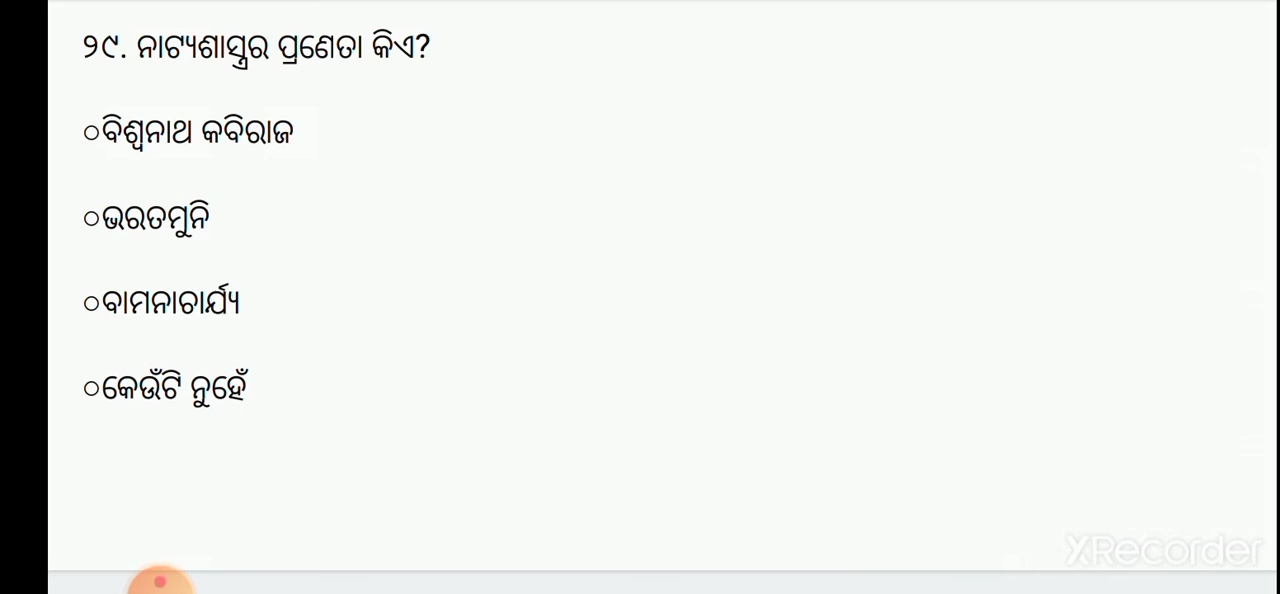 ୨୯. ନାଟ୍ୟଶାସ୍ତ୍ରର ପ୍ରଣେତା କିଏ?
○ବିଶ୍ୱନାଥ କବିରାଜ
○ଭରତମୁନି
○ବାମନାଚାର୍ଯ୍ୟ
○କେଉଁଟି ନୁହେଁ
XRecorder